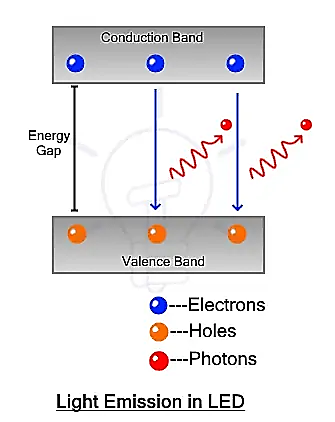 Conduction Band
Energy
Gap
Valence Band
---Electrons
---Holes
---Photons
Light Emission in LED